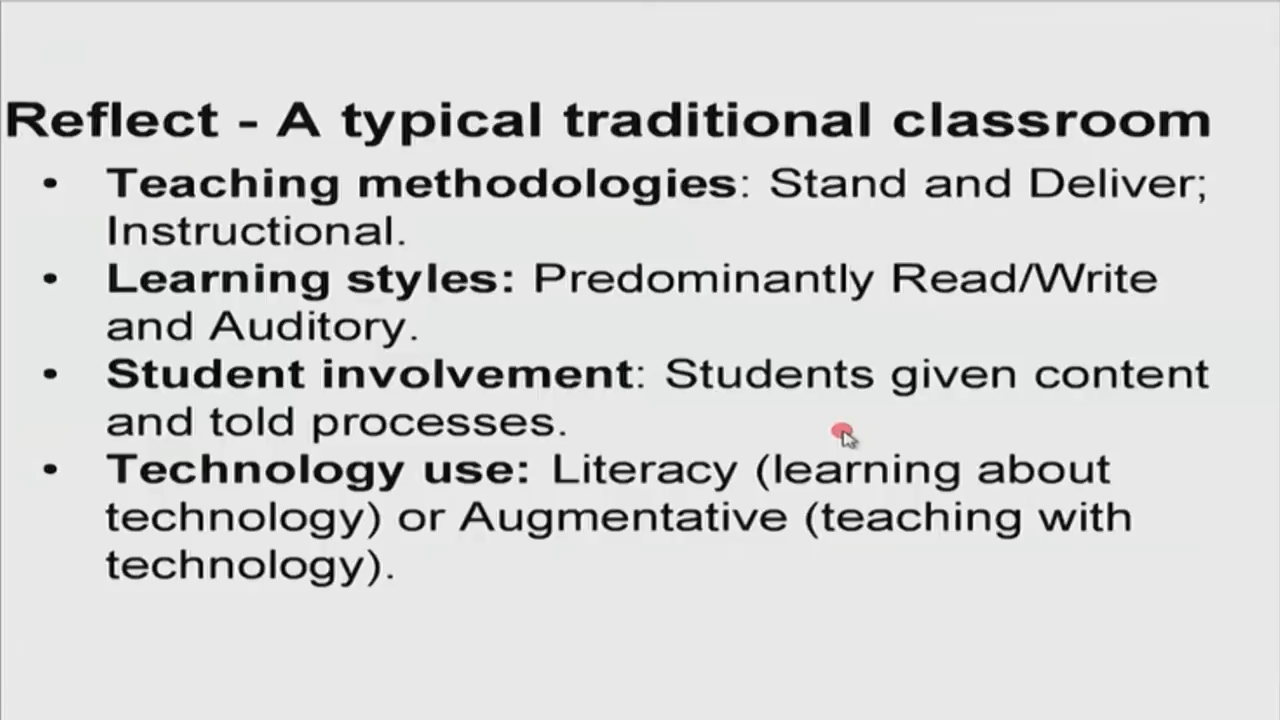 Reflect - A typical traditional classroom
• Teaching methodologies: Stand and Deliver;
Instructional.
• Learning styles: Predominantly Read/Write
and Auditory.
• Student involvement: Students given content
and told processes.
• Technology use: Literacy (learning about
technology) or Augmentative (teaching with
technology).